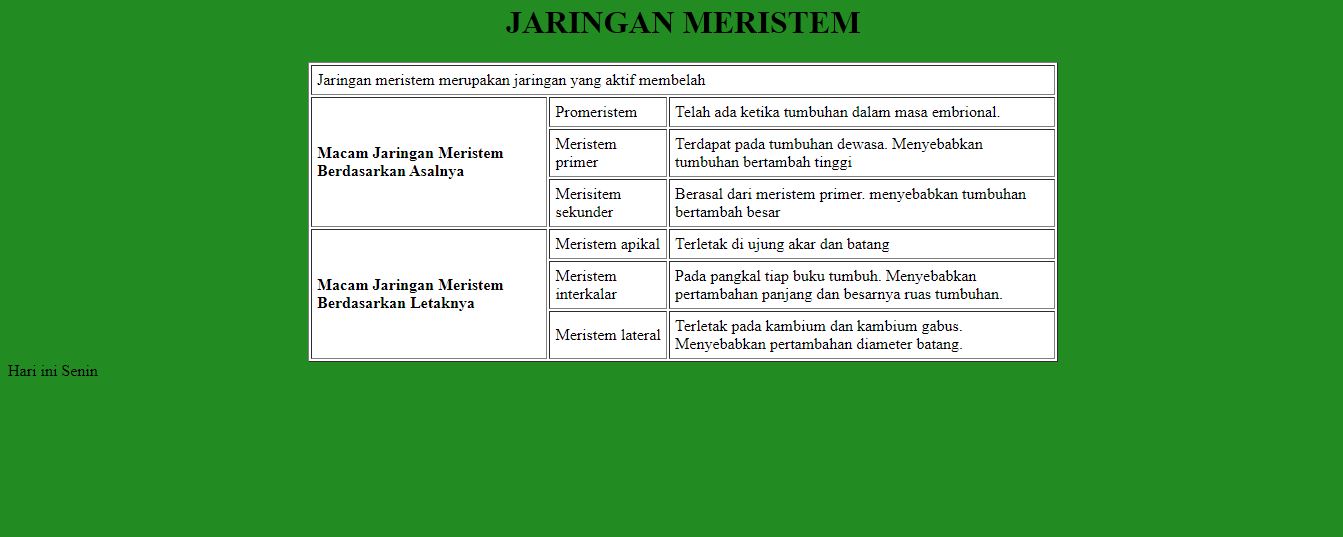 JARINGAN MERISTEM
Jaringan meristem merupakan jaringan yang aktif membelah
Macam Jaringan Meristem
Berdasarkan Asalnya
Promeristem
Telah ada ketika tumbuhan dalam masa embrional.
Meristem
primer
Terdapat pada tumbuhan dewasa. Menyebabkan
tumbuhan bertambah tinggi
Merisitem
sekunder
Berasal dari meristem primer. menyebabkan tumbuhan
bertambah besar
Macam Jaringan Meristem
Berdasarkan Letaknya
Meristem apikal
Terletak di ujung akar dan batang
Meristem
interkalar
Pada pangkal tiap buku tumbuh. Menyebabkan
pertambahan panjang dan besarnya ruas tumbuhan.
Meristem lateral
Terletak pada kambium dan kambium gabus.
Menyebabkan pertambahan diameter batang.
Hari ini Senin